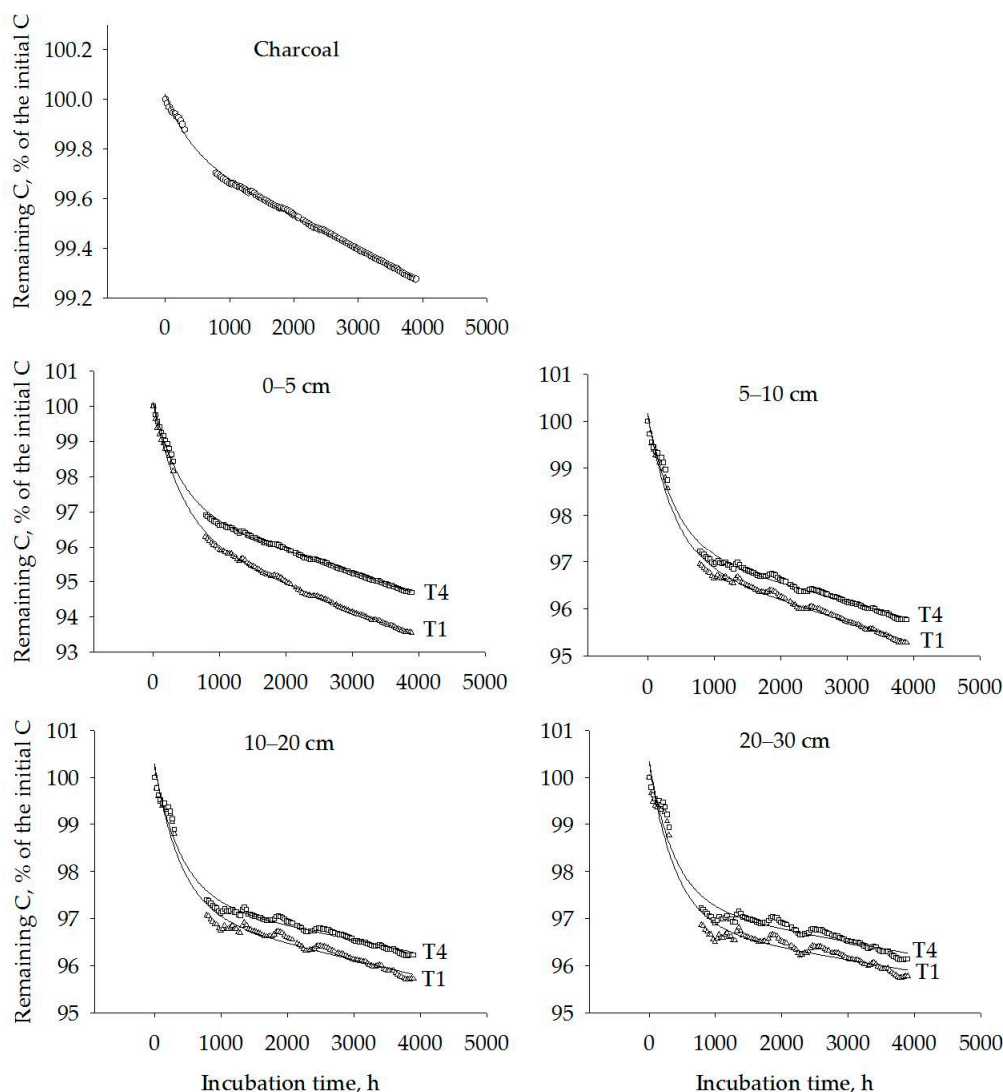 Remaining C, % of the initial C
Charcoal
100.2
100.0
99.8
99.6
99.4
99.2
0 1000 2000 3000 4000 5000
Remaining C, % of the initial C
0–5 cm
101
100
99
98
97
96
95
94
93
T4
T1
0 1000 2000 3000 4000 5000
5–10 cm
101
100
99
98
97
96
95
T4
T1
0 1000 2000 3000 4000 5000
Remaining C, % of the initial C
10–20 cm
101
100
99
98
97
96
95
T4
T1
0 1000 2000 3000 4000 5000
Incubation time, h
20–30 cm
101
100
99
98
97
96
95
T4
T1
0 1000 2000 3000 4000 5000
Incubation time, h